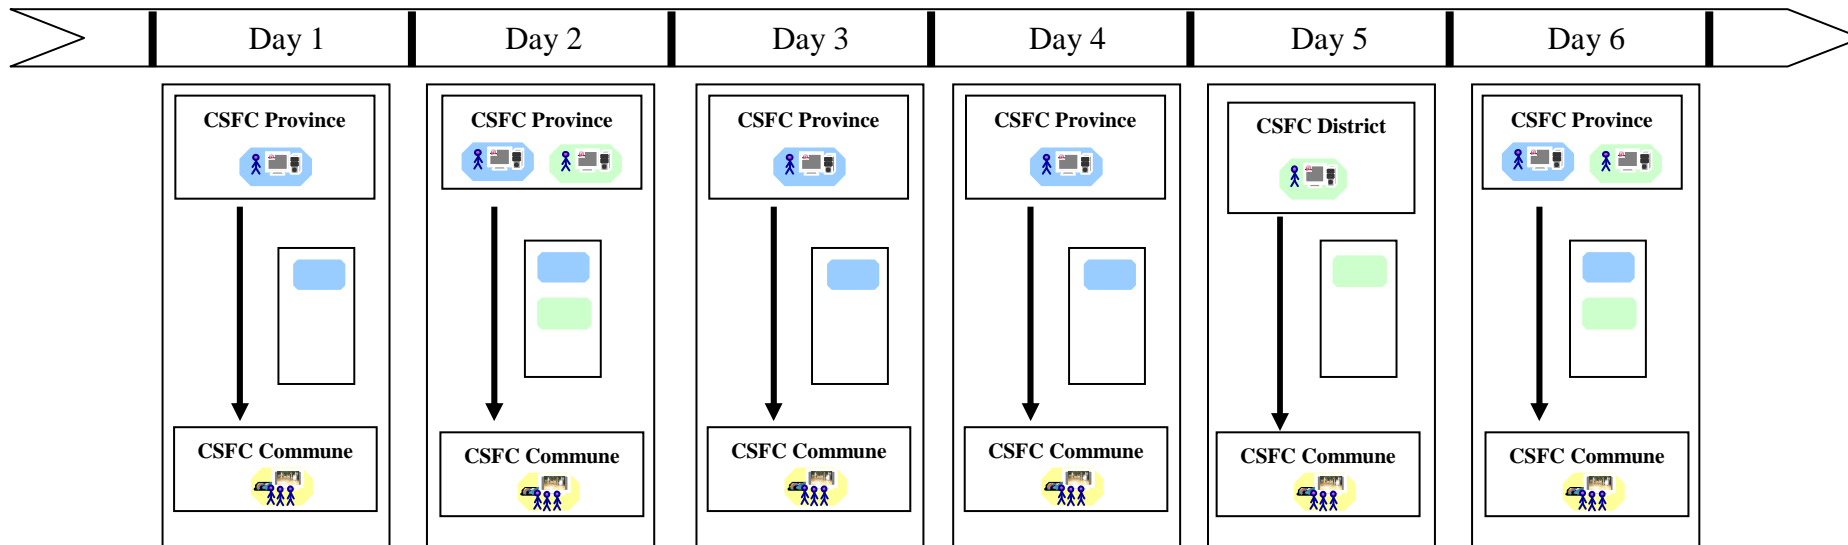 Day 1
Day 2
Day 3
Day 4
Day 5
Day 6
CSFC Province
CSFC Province
CSFC Province
CSFC Province
CSFC District
CSFC Province
CSFC Commune
CSFC Commune
CSFC Commune
CSFC Commune
CSFC Commune
CSFC Commune